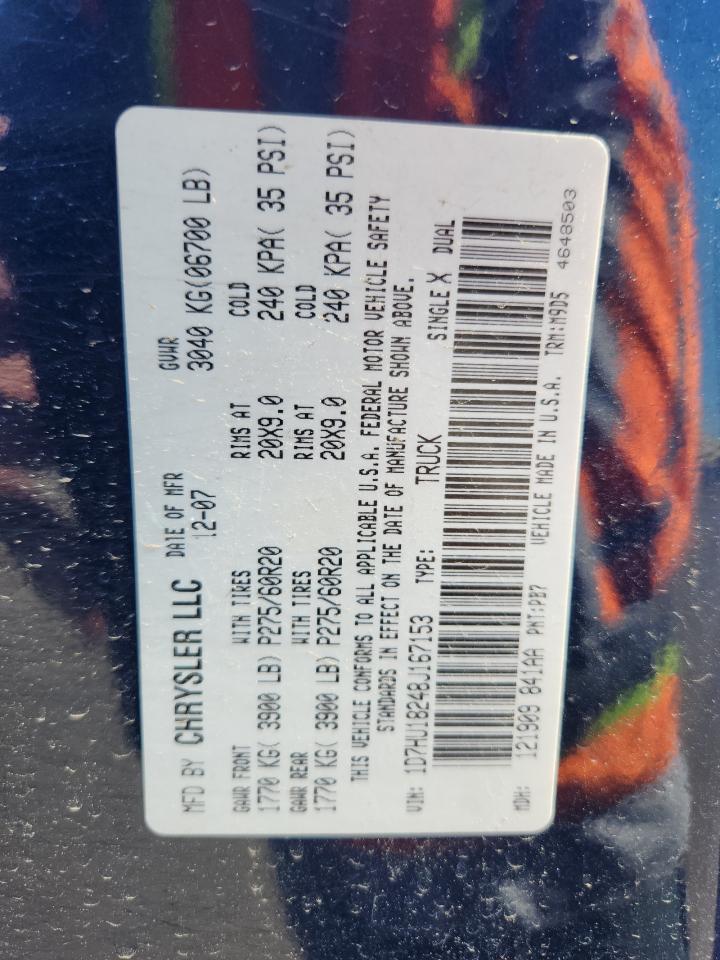 MFD BY CHRYSLER LLC DATE OF MFR GVWR
12-07 3040 KG(06700 LB)
GAWR FRONT WITH TIRES RIMS AT COLD
1770 KG( 3900 LB) P275/60R20 20X9.0 240 KPA( 35 PSI)
GAWR REAR WITH TIRES RIMS AT COLD
1770 KG( 3900 LB) P275/60R20 20X9.0 240 KPA( 35 PSI)
THIS VEHICLE CONFORMS TO ALL APPLICABLE U.S.A. FEDERAL MOTOR VEHICLE SAFETY
STANDARDS IN EFFECT ON THE DATE OF MANUFACTURE SHOWN ABOVE.
VIN: 1D7HU18248J167153 TYPE: TRUCK SINGLE X DUAL
MDH: 121909 841AA PNT:PB7 VEHICLE MADE IN U.S.A. TRM:M9D5
4648503